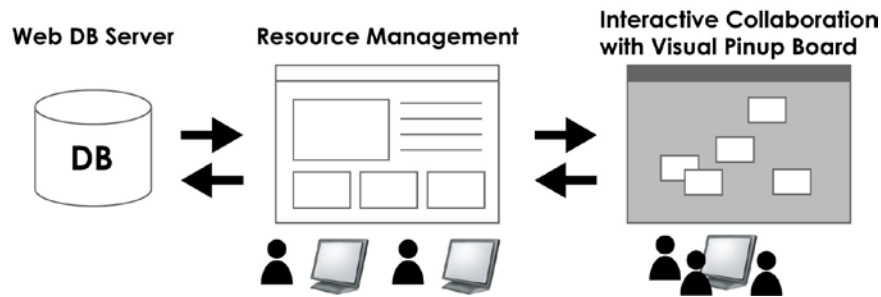 Web DB Server
Resource Management
Interactive Collaboration
with Visual Pinup Board
DB